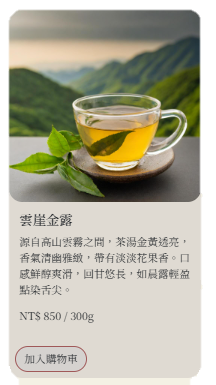 雲崖金露
源自高山雲霧之間，茶湯金黃透亮，
香氣清幽雅緻，帶有淡淡花果香。口
感鮮醇爽滑，回甘悠長，如晨露輕盈
點染舌尖。
NT$ 850 / 300g
加入購物車